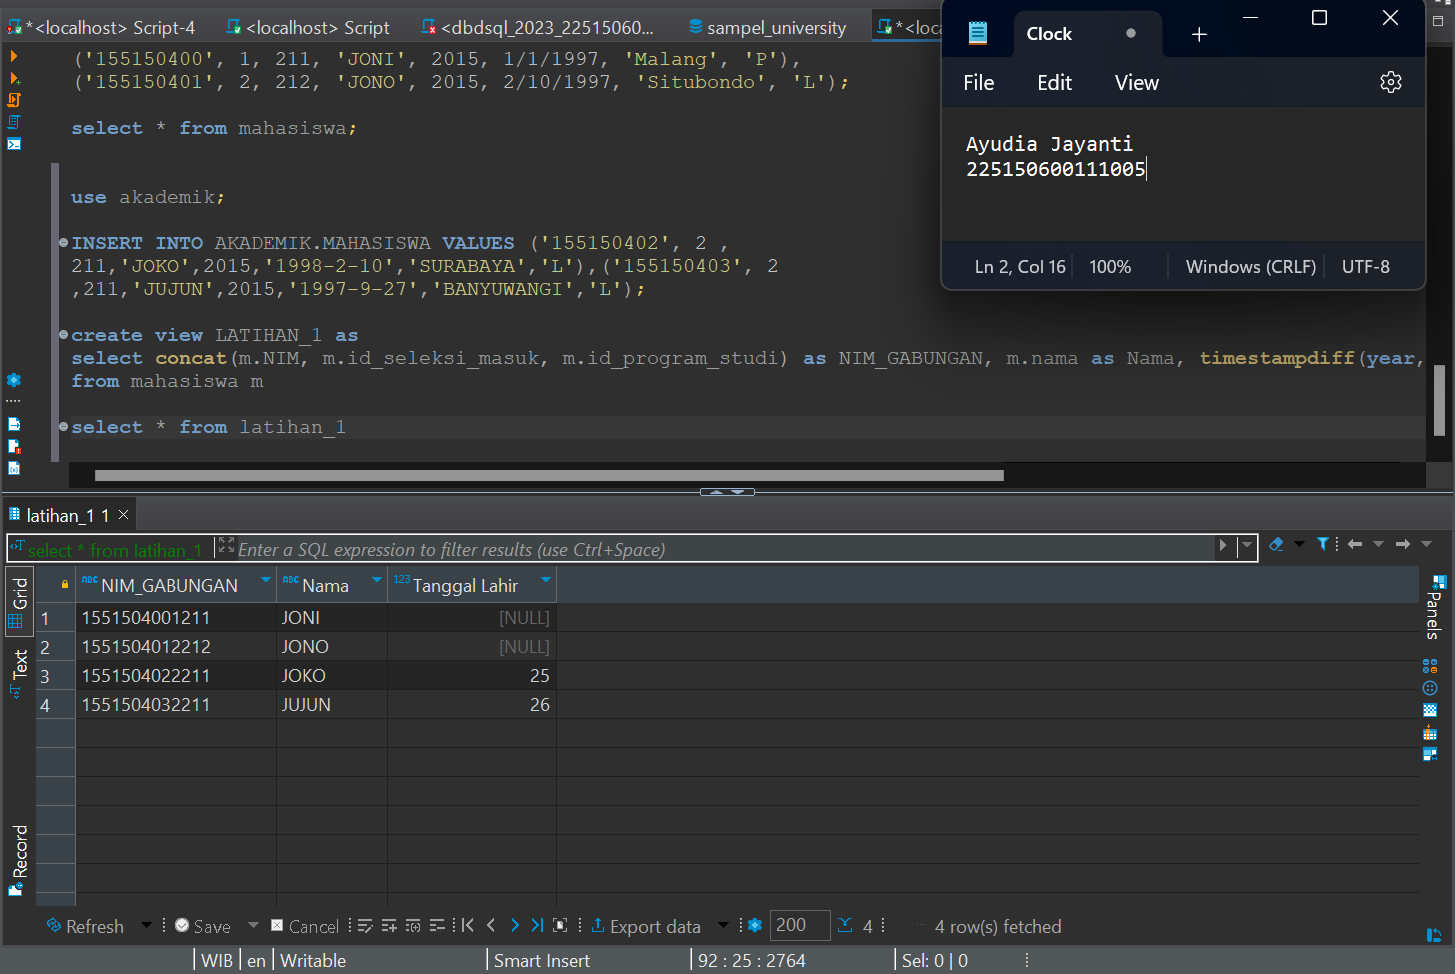 *<localhost> Script-4
<localhost> Script
<dbdsql_2023_22515060...
sampel_university
*<loca
('155150400', 1, 211, 'JONI', 2015, 1/1/1997, 'Malang', 'P'),
('155150401', 2, 212, 'JONO', 2015, 2/10/1997, 'Situbondo', 'L');
select * from mahasiswa;
use akademik;
INSERT INTO AKADEMIK.MAHASISWA VALUES ('155150402', 2 ,
211,'JOKO',2015,'1998-2-10','SURABAYA','L'),('155150403', 2
,211,'JUJUN',2015,'1997-9-27','BANYUWANGI','L');
create view LATIHAN_1 as
select concat(m.NIM, m.id_seleksi_masuk, m.id_program_studi) as NIM_GABUNGAN, m.nama as Nama, timestampdiff(year,
from mahasiswa m
select * from latihan_1
Clock
File Edit View
Ayudia Jayanti
225150600111005
Ln 2, Col 16 100% Windows (CRLF) UTF-8
latihan_1 1
select * from latihan_1 Enter a SQL expression to filter results (use Ctrl+Space)
Grid
Text
Record
Panels
ABC NIM_GABUNGAN ABC Nama 123 Tanggal Lahir
1 1551504001211 JONI [NULL]
2 1551504012212 JONO [NULL]
3 1551504022211 JOKO 25
4 1551504032211 JUJUN 26
Refresh Save Cancel Export data 200 4 4 row(s) fetched
WIB en Writable Smart Insert 92 : 25 : 2764 Sel: 0 | 0